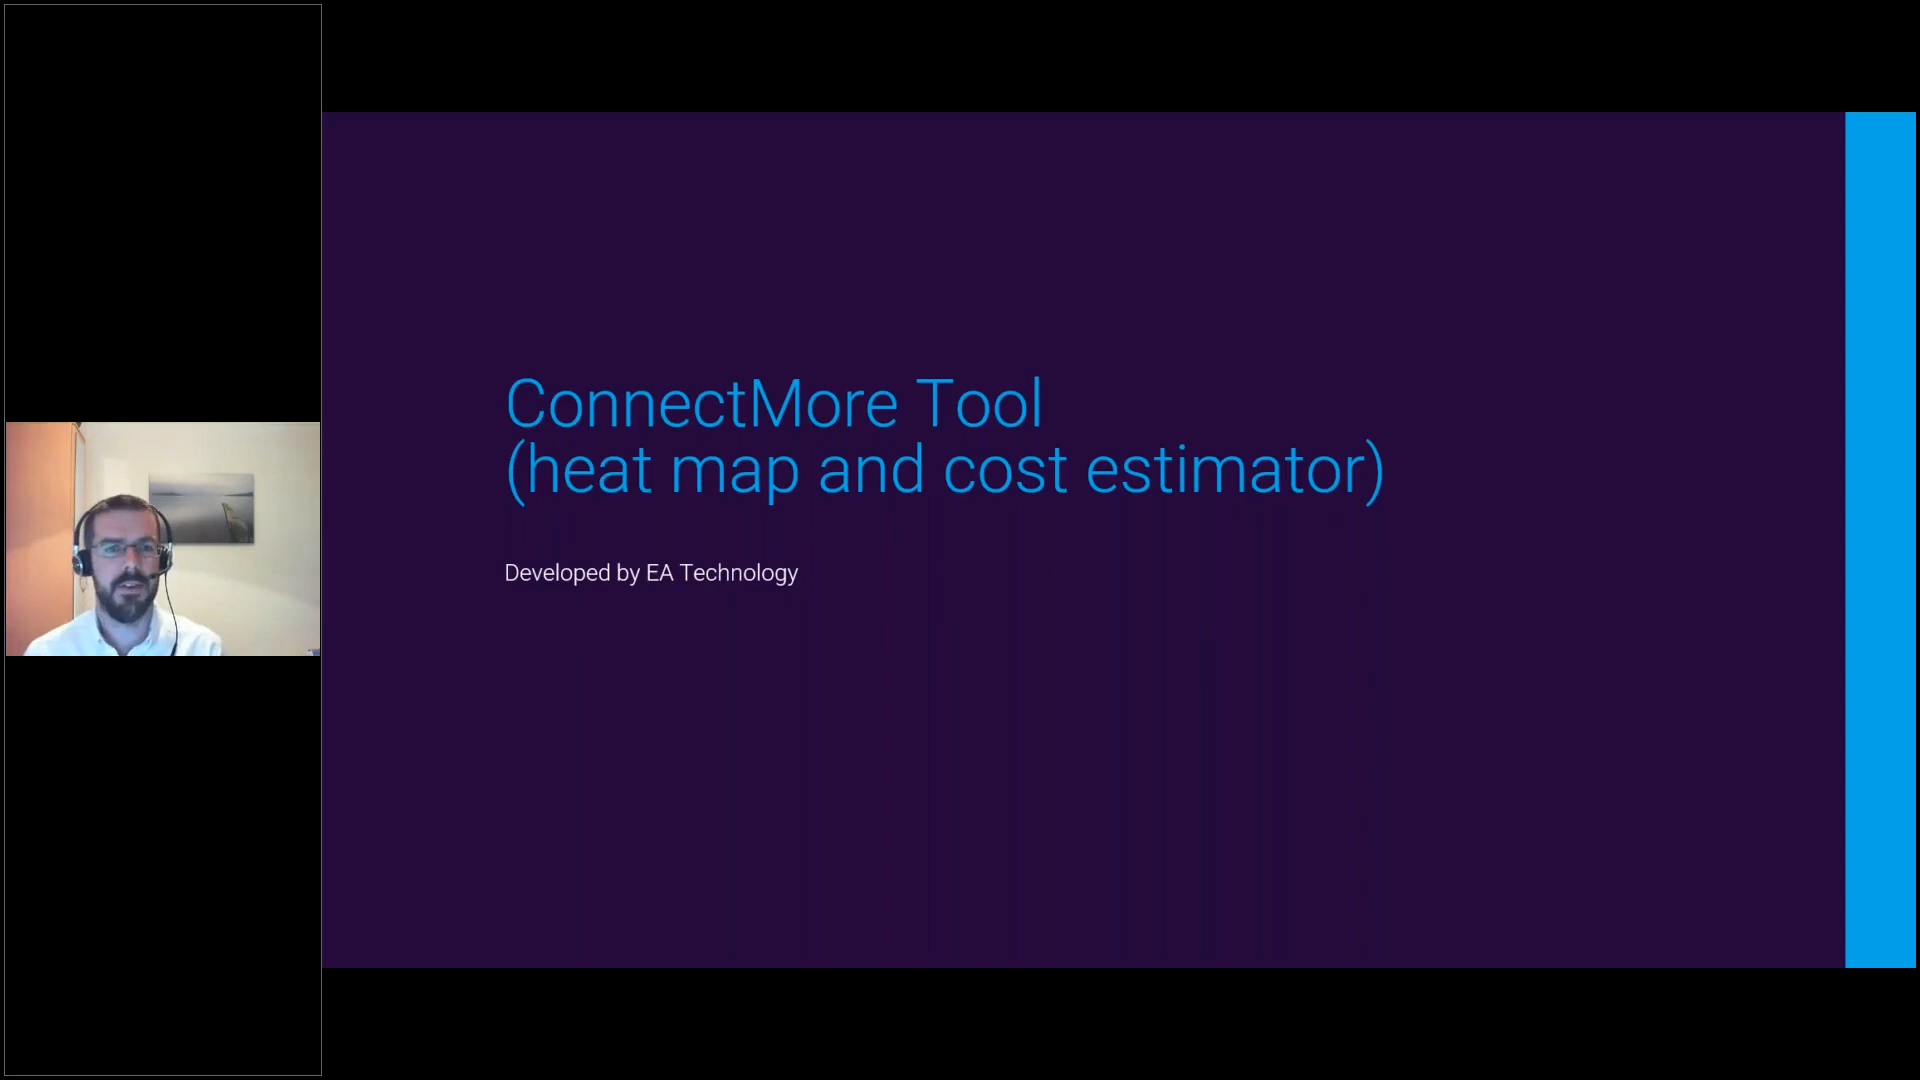 ConnectMore Tool
(heat map and cost estimator)
Developed by EA Technology